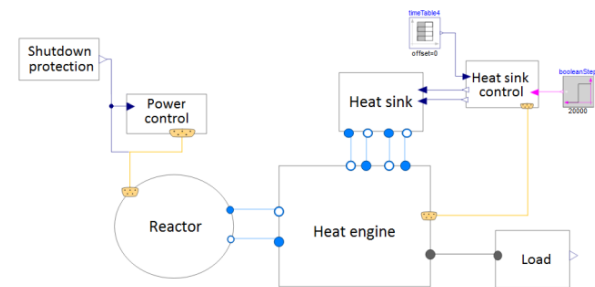 timeTable4
offset=0
Shutdown
protection
Power
control
Heat sink
Heat sink
control
booleanStep
20000
Reactor
Heat engine
Load